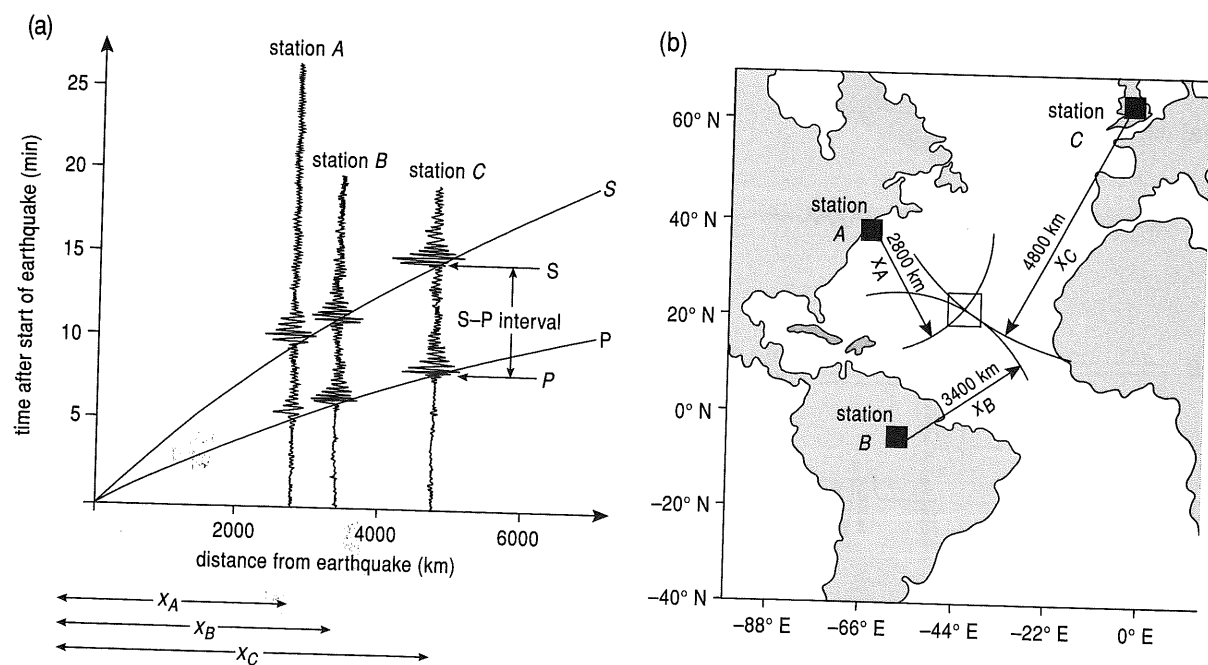 (a)
station A
25
20
15
10
5
time after start of earthquake (min)
station B
station C
S
S
S–P interval
P
P
2000
4000
6000
distance from earthquake (km)
XA
XB
XC
(b)
station
C
60° N
40° N
20° N
0° N
−20° N
−40° N
station
A
2800 km
XA
4800 km
XC
3400 km
XB
station
B
−88° E
−66° E
−44° E
−22° E
0° E